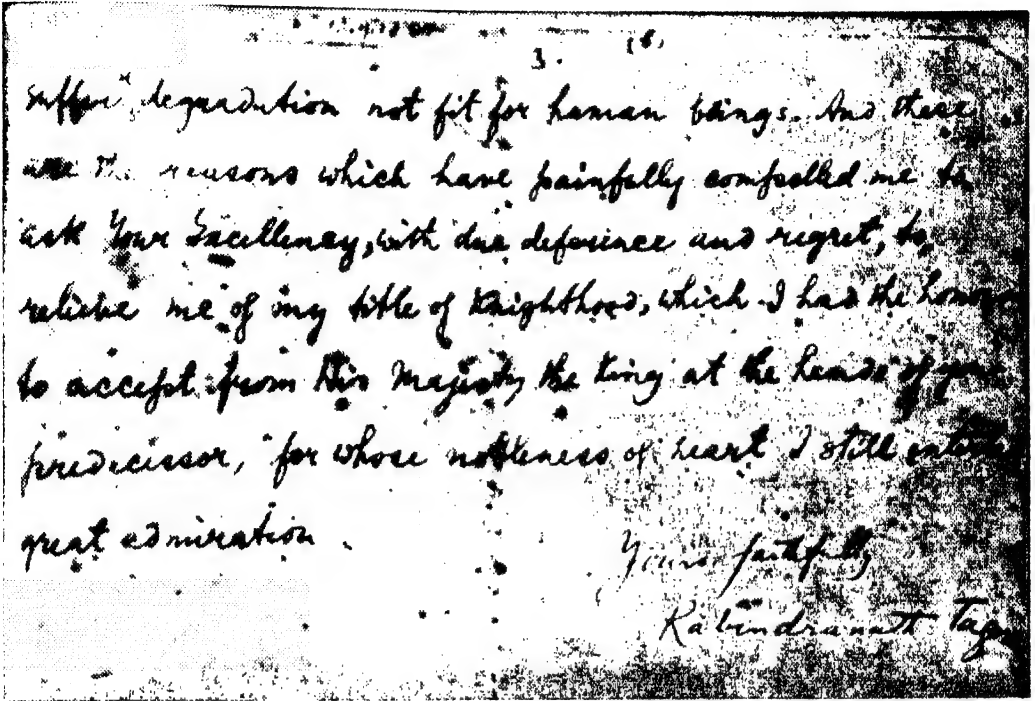 3.
suffer degradation not fit for human beings. And these
are the reasons which have painfully compelled me to
ask Your Excellency, with due deference and regret, to
relieve me of my title of Knighthood, which I had the honour
to accept from His Majesty the King at the hands of your
predecessor, for whose nobleness of heart I still entertain
great admiration.
Yours faithfully
Rabindranath Tagore